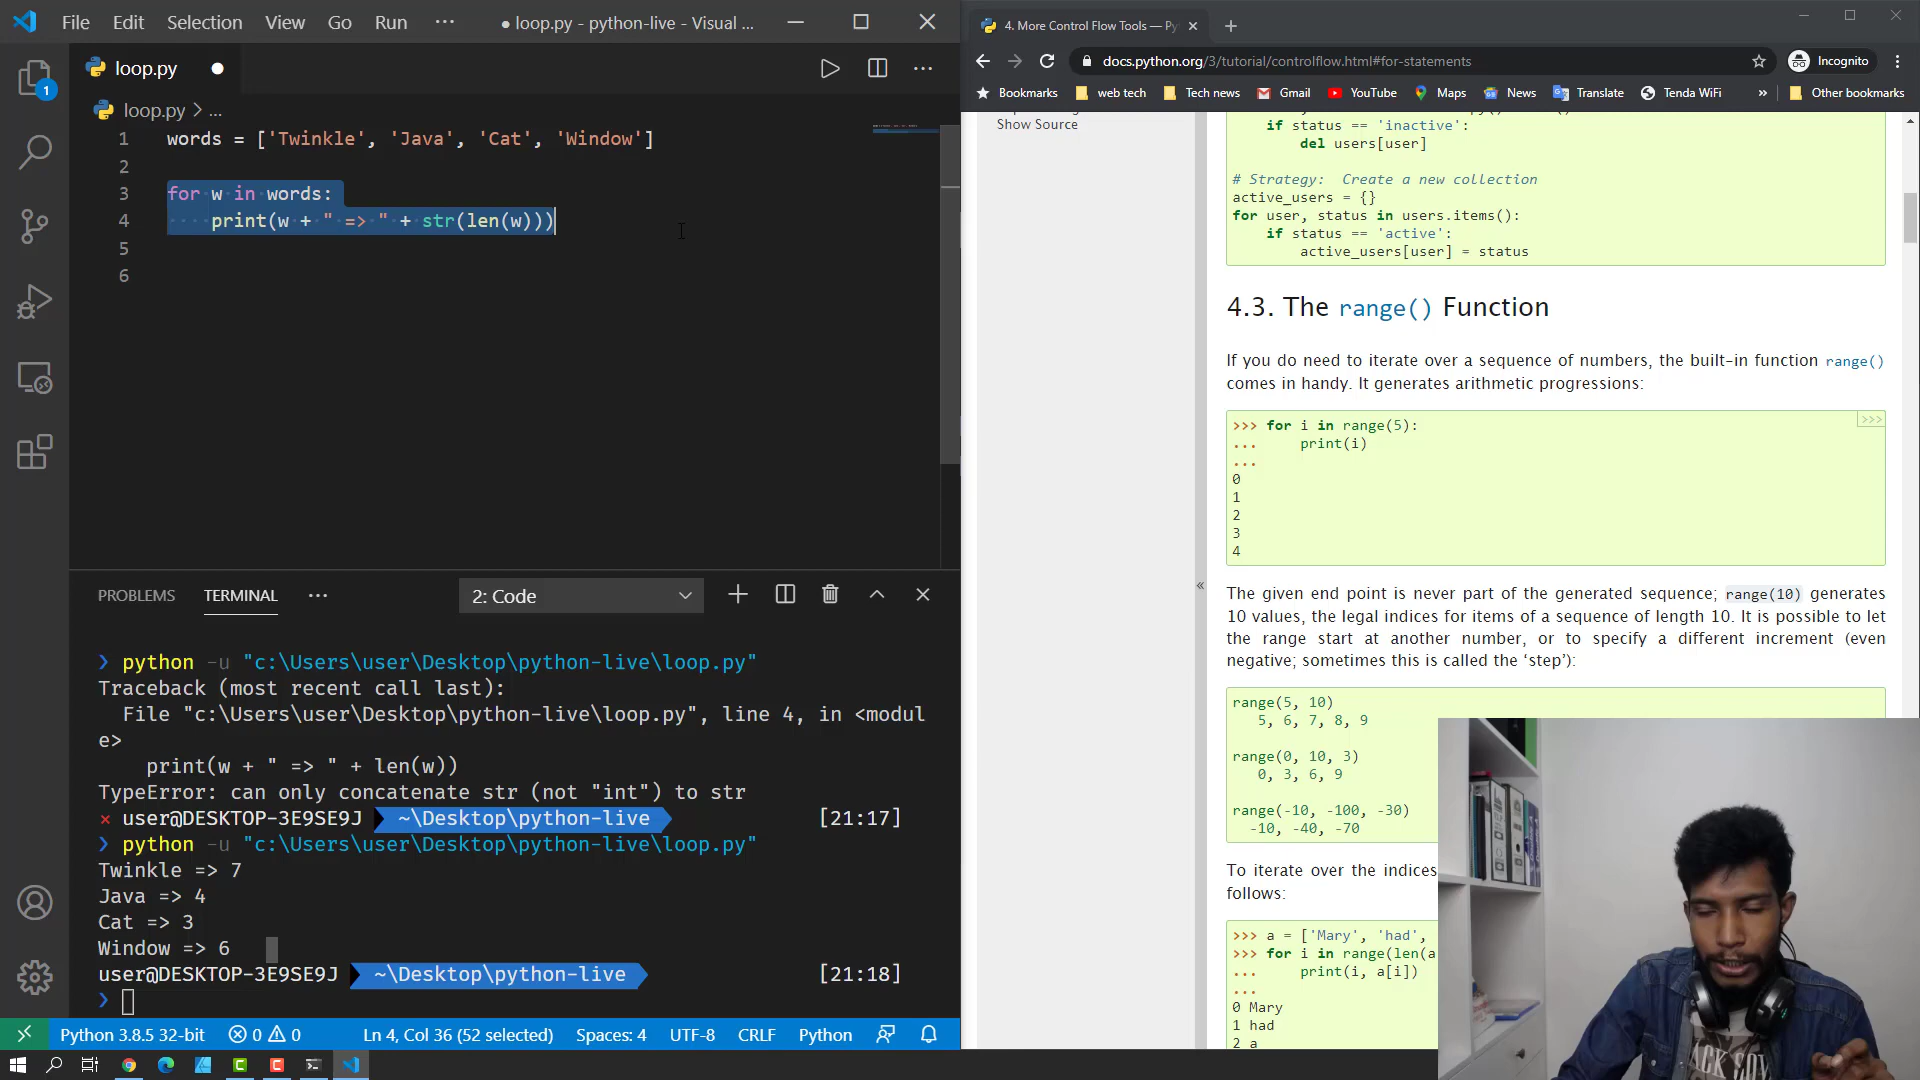 File Edit Selection View Go Run ··· ● loop.py - python-live - Visual ...
loop.py ●
loop.py > ...
1 words = ['Twinkle', 'Java', 'Cat', 'Window']
2
3 for w in words:
4 print(w + " => " + str(len(w)))
5
6
1
PROBLEMS TERMINAL ··· 2: Code
❯ python -u "c:\Users\user\Desktop\python-live\loop.py"
Traceback (most recent call last):
File "c:\Users\user\Desktop\python-live\loop.py", line 4, in <modul
e>
print(w + " => " + len(w))
TypeError: can only concatenate str (not "int") to str
× user@DESKTOP-3E9SE9J ~\Desktop\python-live [21:17]
❯ python -u "c:\Users\user\Desktop\python-live\loop.py"
Twinkle => 7
Java => 4
Cat => 3
Window => 6
user@DESKTOP-3E9SE9J ~\Desktop\python-live [21:18]
❯
Python 3.8.5 32-bit 0 0 Ln 4, Col 36 (52 selected) Spaces: 4 UTF-8 CRLF Python
4. More Control Flow Tools — Py
docs.python.org/3/tutorial/controlflow.html#for-statements Incognito
Bookmarks web tech Tech news Gmail YouTube Maps News Translate Tenda WiFi » Other bookmarks
Show Source
if status == 'inactive':
del users[user]
# Strategy: Create a new collection
active_users = {}
for user, status in users.items():
if status == 'active':
active_users[user] = status
4.3. The range() Function
If you do need to iterate over a sequence of numbers, the built-in function range()
comes in handy. It generates arithmetic progressions:
>>>
>>> for i in range(5):
... print(i)
...
0
1
2
3
4
«
The given end point is never part of the generated sequence; range(10) generates
10 values, the legal indices for items of a sequence of length 10. It is possible to let
the range start at another number, or to specify a different increment (even
negative; sometimes this is called the ‘step’):
range(5, 10)
5, 6, 7, 8, 9
range(0, 10, 3)
0, 3, 6, 9
range(-10, -100, -30)
-10, -40, -70
To iterate over the indices
follows:
>>> a = ['Mary', 'had',
>>> for i in range(len(a
... print(i, a[i])
...
0 Mary
1 had
2 a